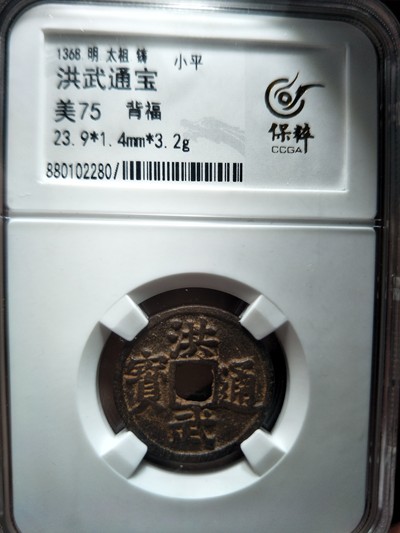 1368 明 太祖 铸 小平
洪武通宝
美75 背福
23.9*1.4mm*3.2g
880102280/
保粹
CCGA
洪武通寳